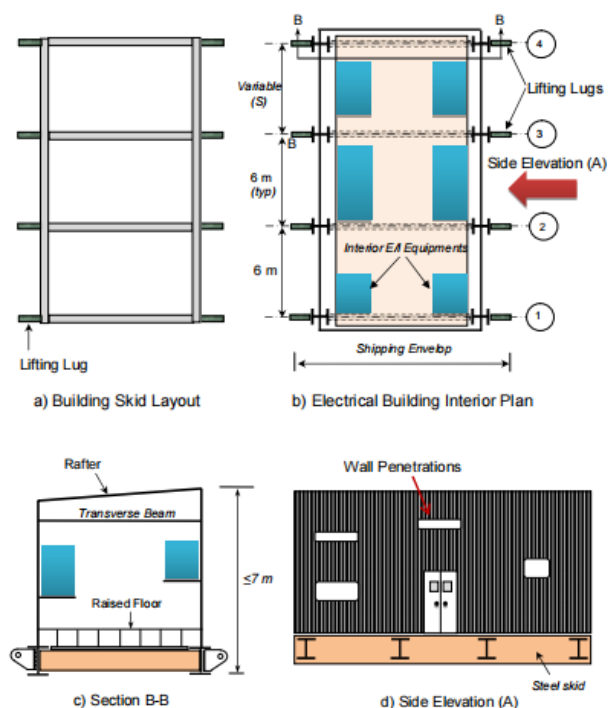 B
B
4
Variable
(S)
Lifting Lugs
B
3
Side Elevation (A)
6 m
(typ)
2
Interior E/I Equipments
6 m
1
Lifting Lug
Shipping Envelop
a) Building Skid Layout
b) Electrical Building Interior Plan
Rafter
Wall Penetrations
Transverse Beam
≤7 m
Raised Floor
Steel skid
c) Section B-B
d) Side Elevation (A)